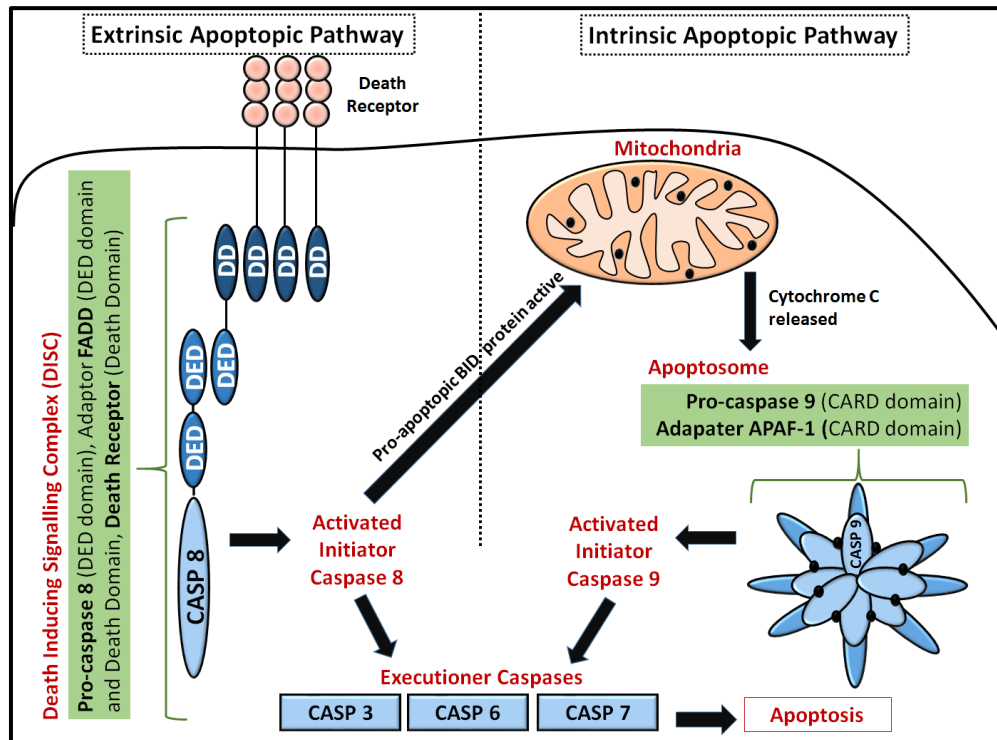 Extrinsic Apoptopic Pathway
Intrinsic Apoptopic Pathway
Death
Receptor
Mitochondria
Death Inducing Signalling Complex (DISC)
Pro-caspase 8 (DED domain), Adaptor FADD (DED domain
and Death Domain, Death Receptor (Death Domain)
DD
DD
DD
DD
DED
DED
DED
CASP 8
Pro-apoptopic BID- protein active
Cytochrome C
released
Apoptosome
Pro-caspase 9 (CARD domain)
Adapater APAF-1 (CARD domain)
CASP 9
Activated
Initiator
Caspase 8
Activated
Initiator
Caspase 9
Executioner Caspases
CASP 3
CASP 6
CASP 7
Apoptosis